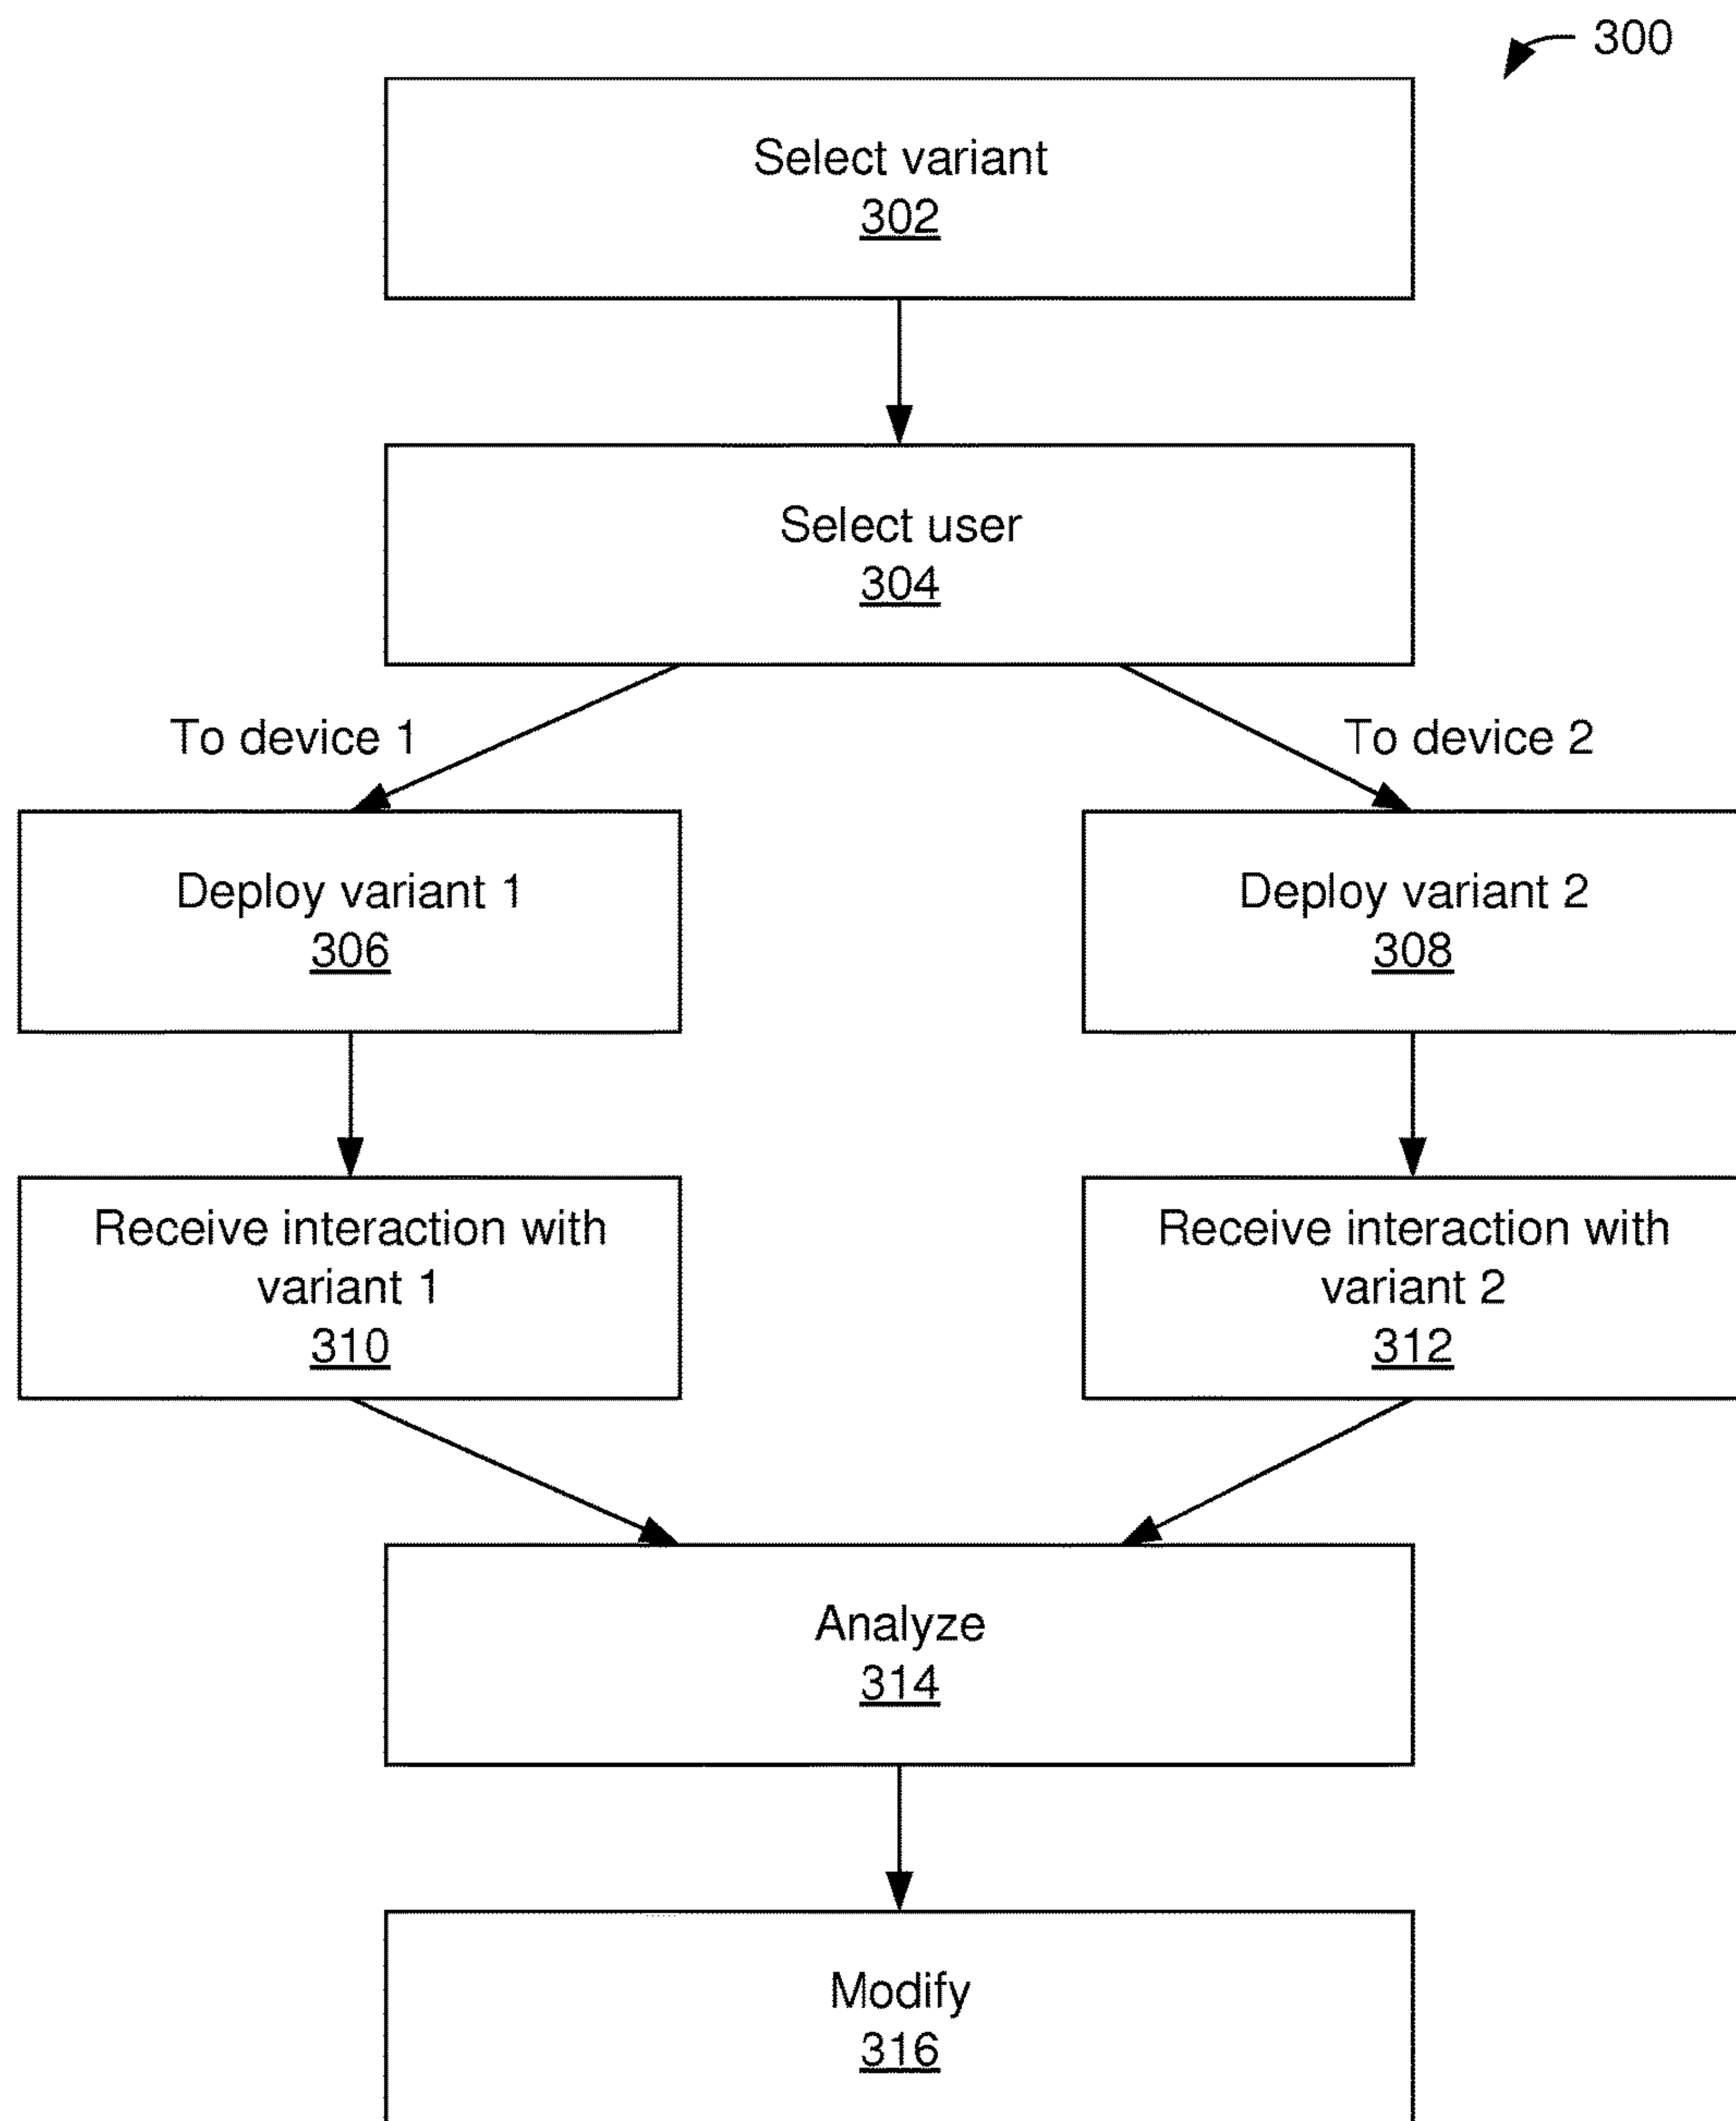 300
Select variant
302
Select user
304
To device 1
To device 2
Deploy variant 1
306
Deploy variant 2
308
Receive interaction with
variant 1
310
Receive interaction with
variant 2
312
Analyze
314
Modify
316